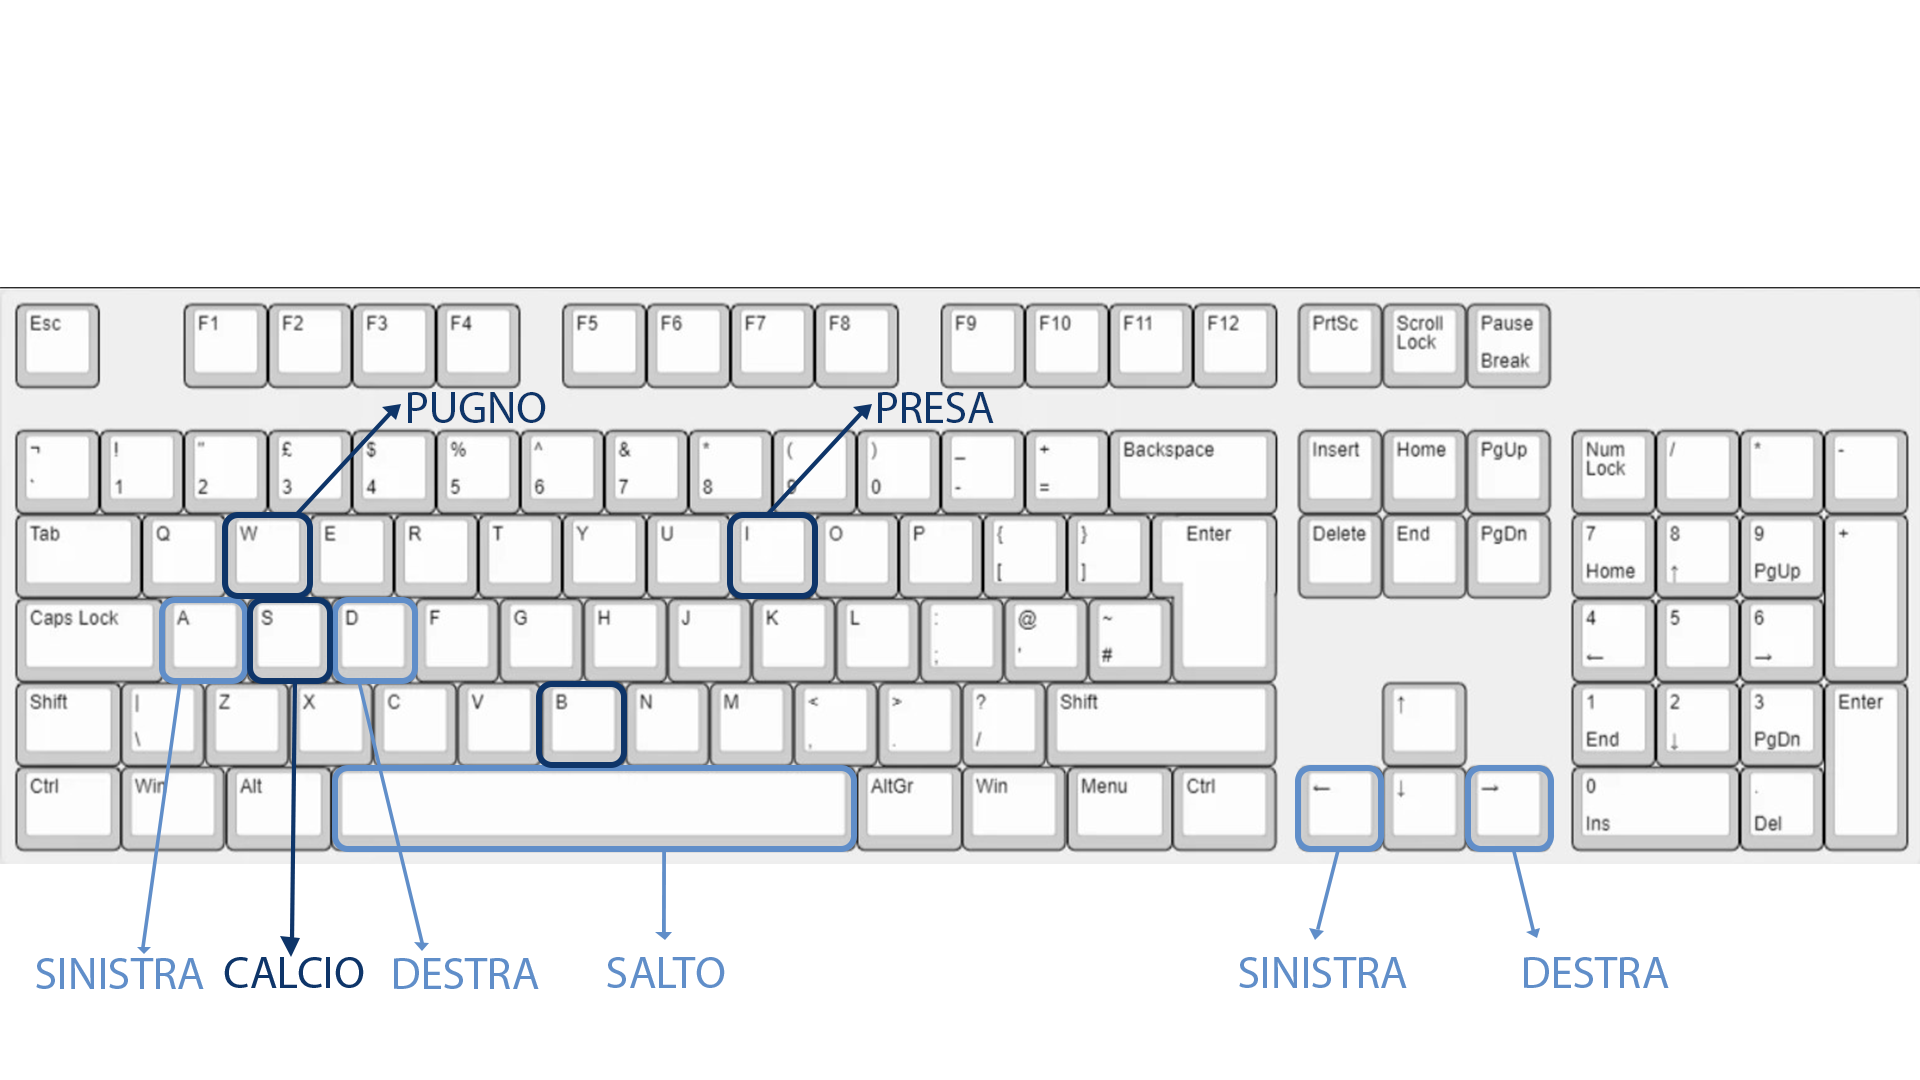 Esc F1 F2 F3 F4 F5 F6 F7 F8 F9 F10 F11 F12 PrtSc Scroll Lock Pause Break
PUGNO PRESA
¬ ! " £ $ % ^ & * ( ) _ + Backspace Insert Home PgUp Num Lock / * -
` 1 2 3 4 5 6 7 8 9 0 - =
Tab Q W E R T Y U I O P { } Enter Delete End PgDn 7 8 9 +
[ ] Home ↑ PgUp
Caps Lock A S D F G H J K L : @ ~ 4 5 6
; ' # ← →
Shift | Z X C V B N M < > ? Shift ↑ 1 2 3 Enter
\ , . / End ↓ PgDn
Ctrl Win Alt AltGr Win Menu Ctrl ← ↓ → 0 .
Ins Del
SINISTRA CALCIO DESTRA SALTO SINISTRA DESTRA